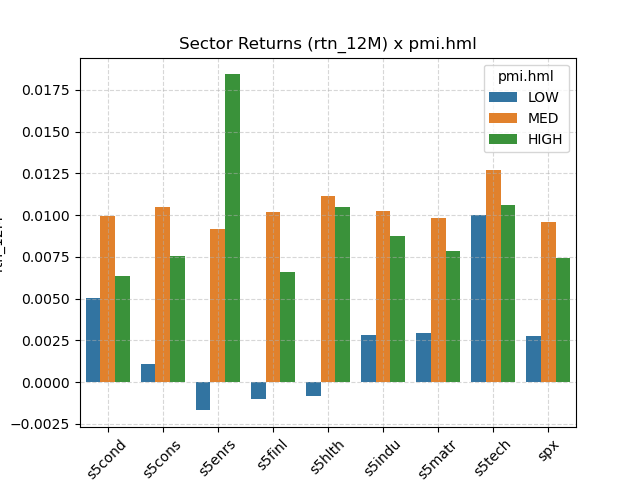 Sector Returns (rtn_12M) x pmi.hml
pmi.hml
LOW
MED
HIGH
0.0175
0.0150
0.0125
0.0100
0.0075
0.0050
0.0025
0.0000
−0.0025
s5cond
s5cons
s5enrs
s5finl
s5hlth
s5indu
s5matr
s5tech
spx